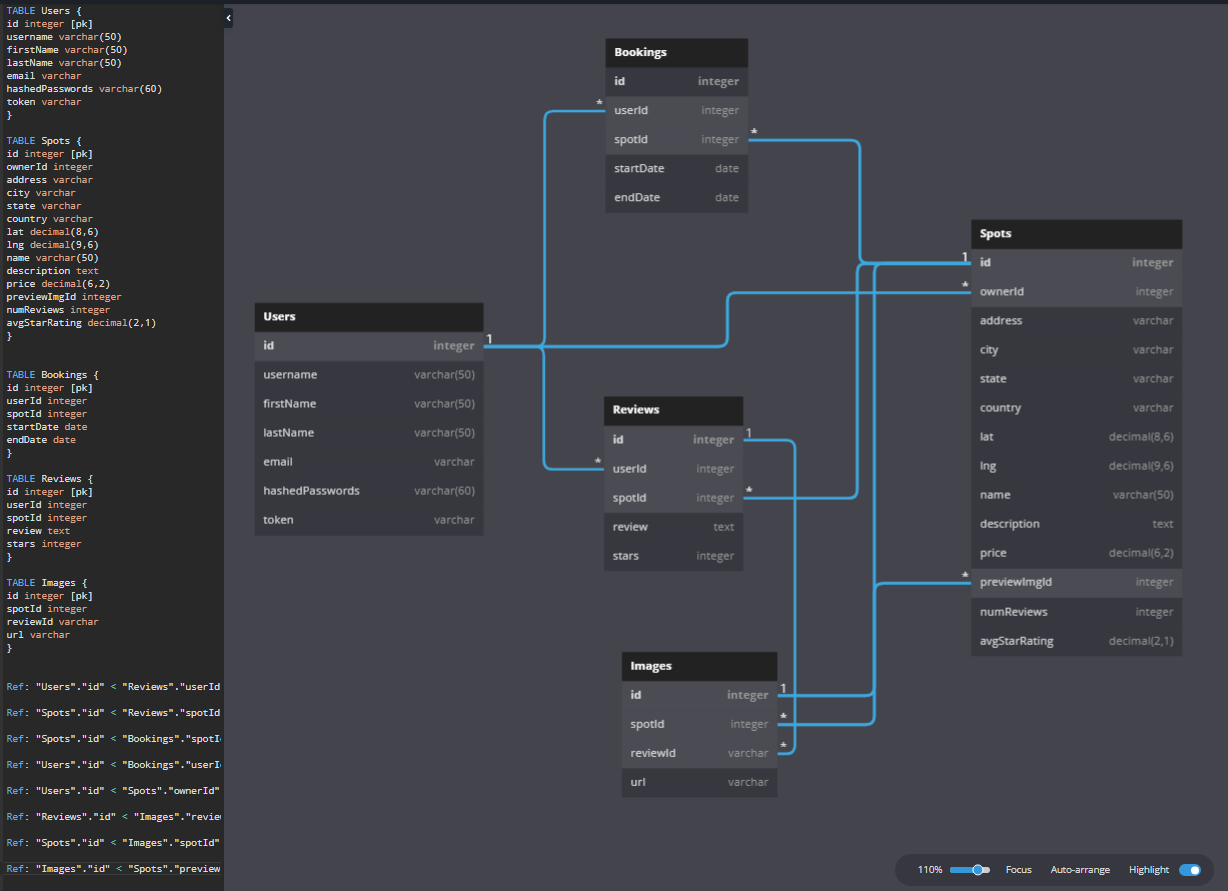 TABLE Users {
id integer [pk]
username varchar(50)
firstName varchar(50)
lastName varchar(50)
email varchar
hashedPasswords varchar(60)
token varchar
}
TABLE Spots {
id integer [pk]
ownerId integer
address varchar
city varchar
state varchar
country varchar
lat decimal(8,6)
lng decimal(9,6)
name varchar(50)
description text
price decimal(6,2)
previewImgId integer
numReviews integer
avgStarRating decimal(2,1)
}
TABLE Bookings {
id integer [pk]
userId integer
spotId integer
startDate date
endDate date
}
TABLE Reviews {
id integer [pk]
userId integer
spotId integer
review text
stars integer
}
TABLE Images {
id integer [pk]
spotId integer
reviewId varchar
url varchar
}
Ref: "Users"."id" < "Reviews"."userId
Ref: "Spots"."id" < "Reviews"."spotId
Ref: "Spots"."id" < "Bookings"."spotI
Ref: "Users"."id" < "Bookings"."userI
Ref: "Users"."id" < "Spots"."ownerId"
Ref: "Reviews"."id" < "Images"."revie
Ref: "Spots"."id" < "Images"."spotId"
Ref: "Images"."id" < "Spots"."preview
Users
id integer 1
username varchar(50)
firstName varchar(50)
lastName varchar(50)
email varchar
hashedPasswords varchar(60)
token varchar
Bookings
id integer
* userId integer
spotId integer *
startDate date
endDate date
Reviews
id integer 1
* userId integer
spotId integer *
review text
stars integer
Images
id integer 1
spotId integer *
reviewId varchar *
url varchar
Spots
1 id integer
* ownerId integer
address varchar
city varchar
state varchar
country varchar
lat decimal(8,6)
lng decimal(9,6)
name varchar(50)
description text
price decimal(6,2)
* previewImgId integer
numReviews integer
avgStarRating decimal(2,1)
110% Focus Auto-arrange Highlight